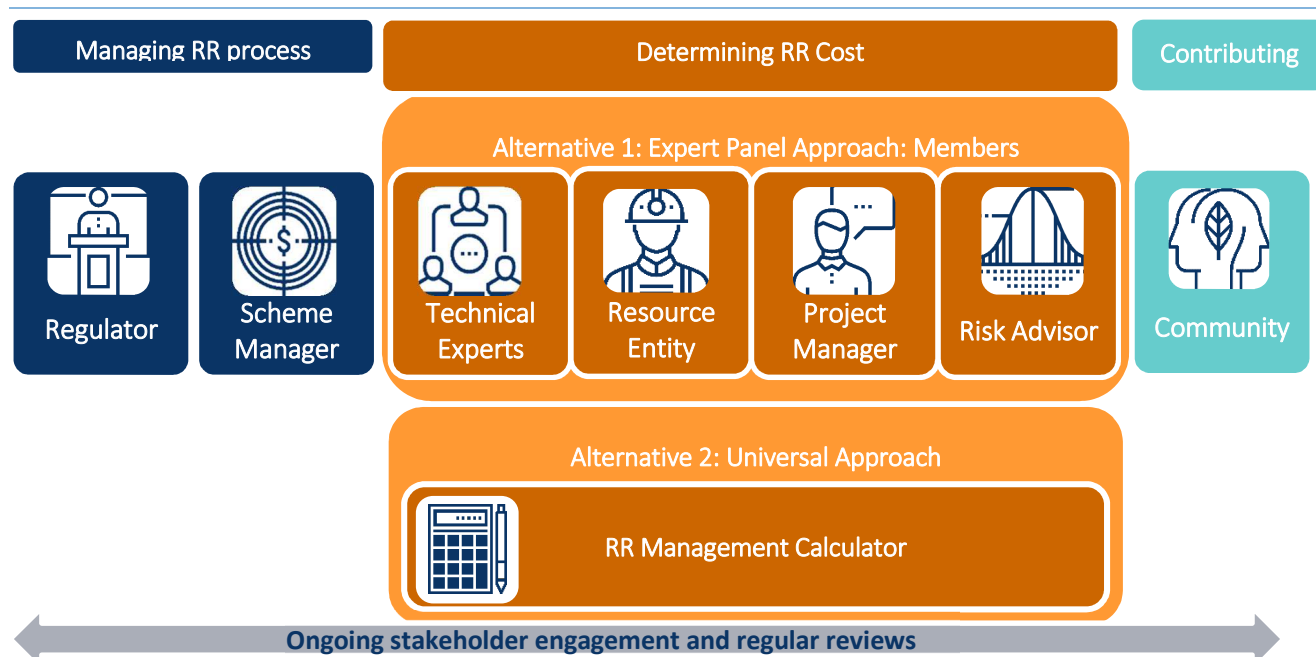 Managing RR process
Determining RR Cost
Contributing
Alternative 1: Expert Panel Approach: Members
Regulator
Scheme
Manager
$
Technical
Experts
Resource
Entity
Project
Manager
Risk Advisor
Community
Alternative 2: Universal Approach
RR Management Calculator
Ongoing stakeholder engagement and regular reviews